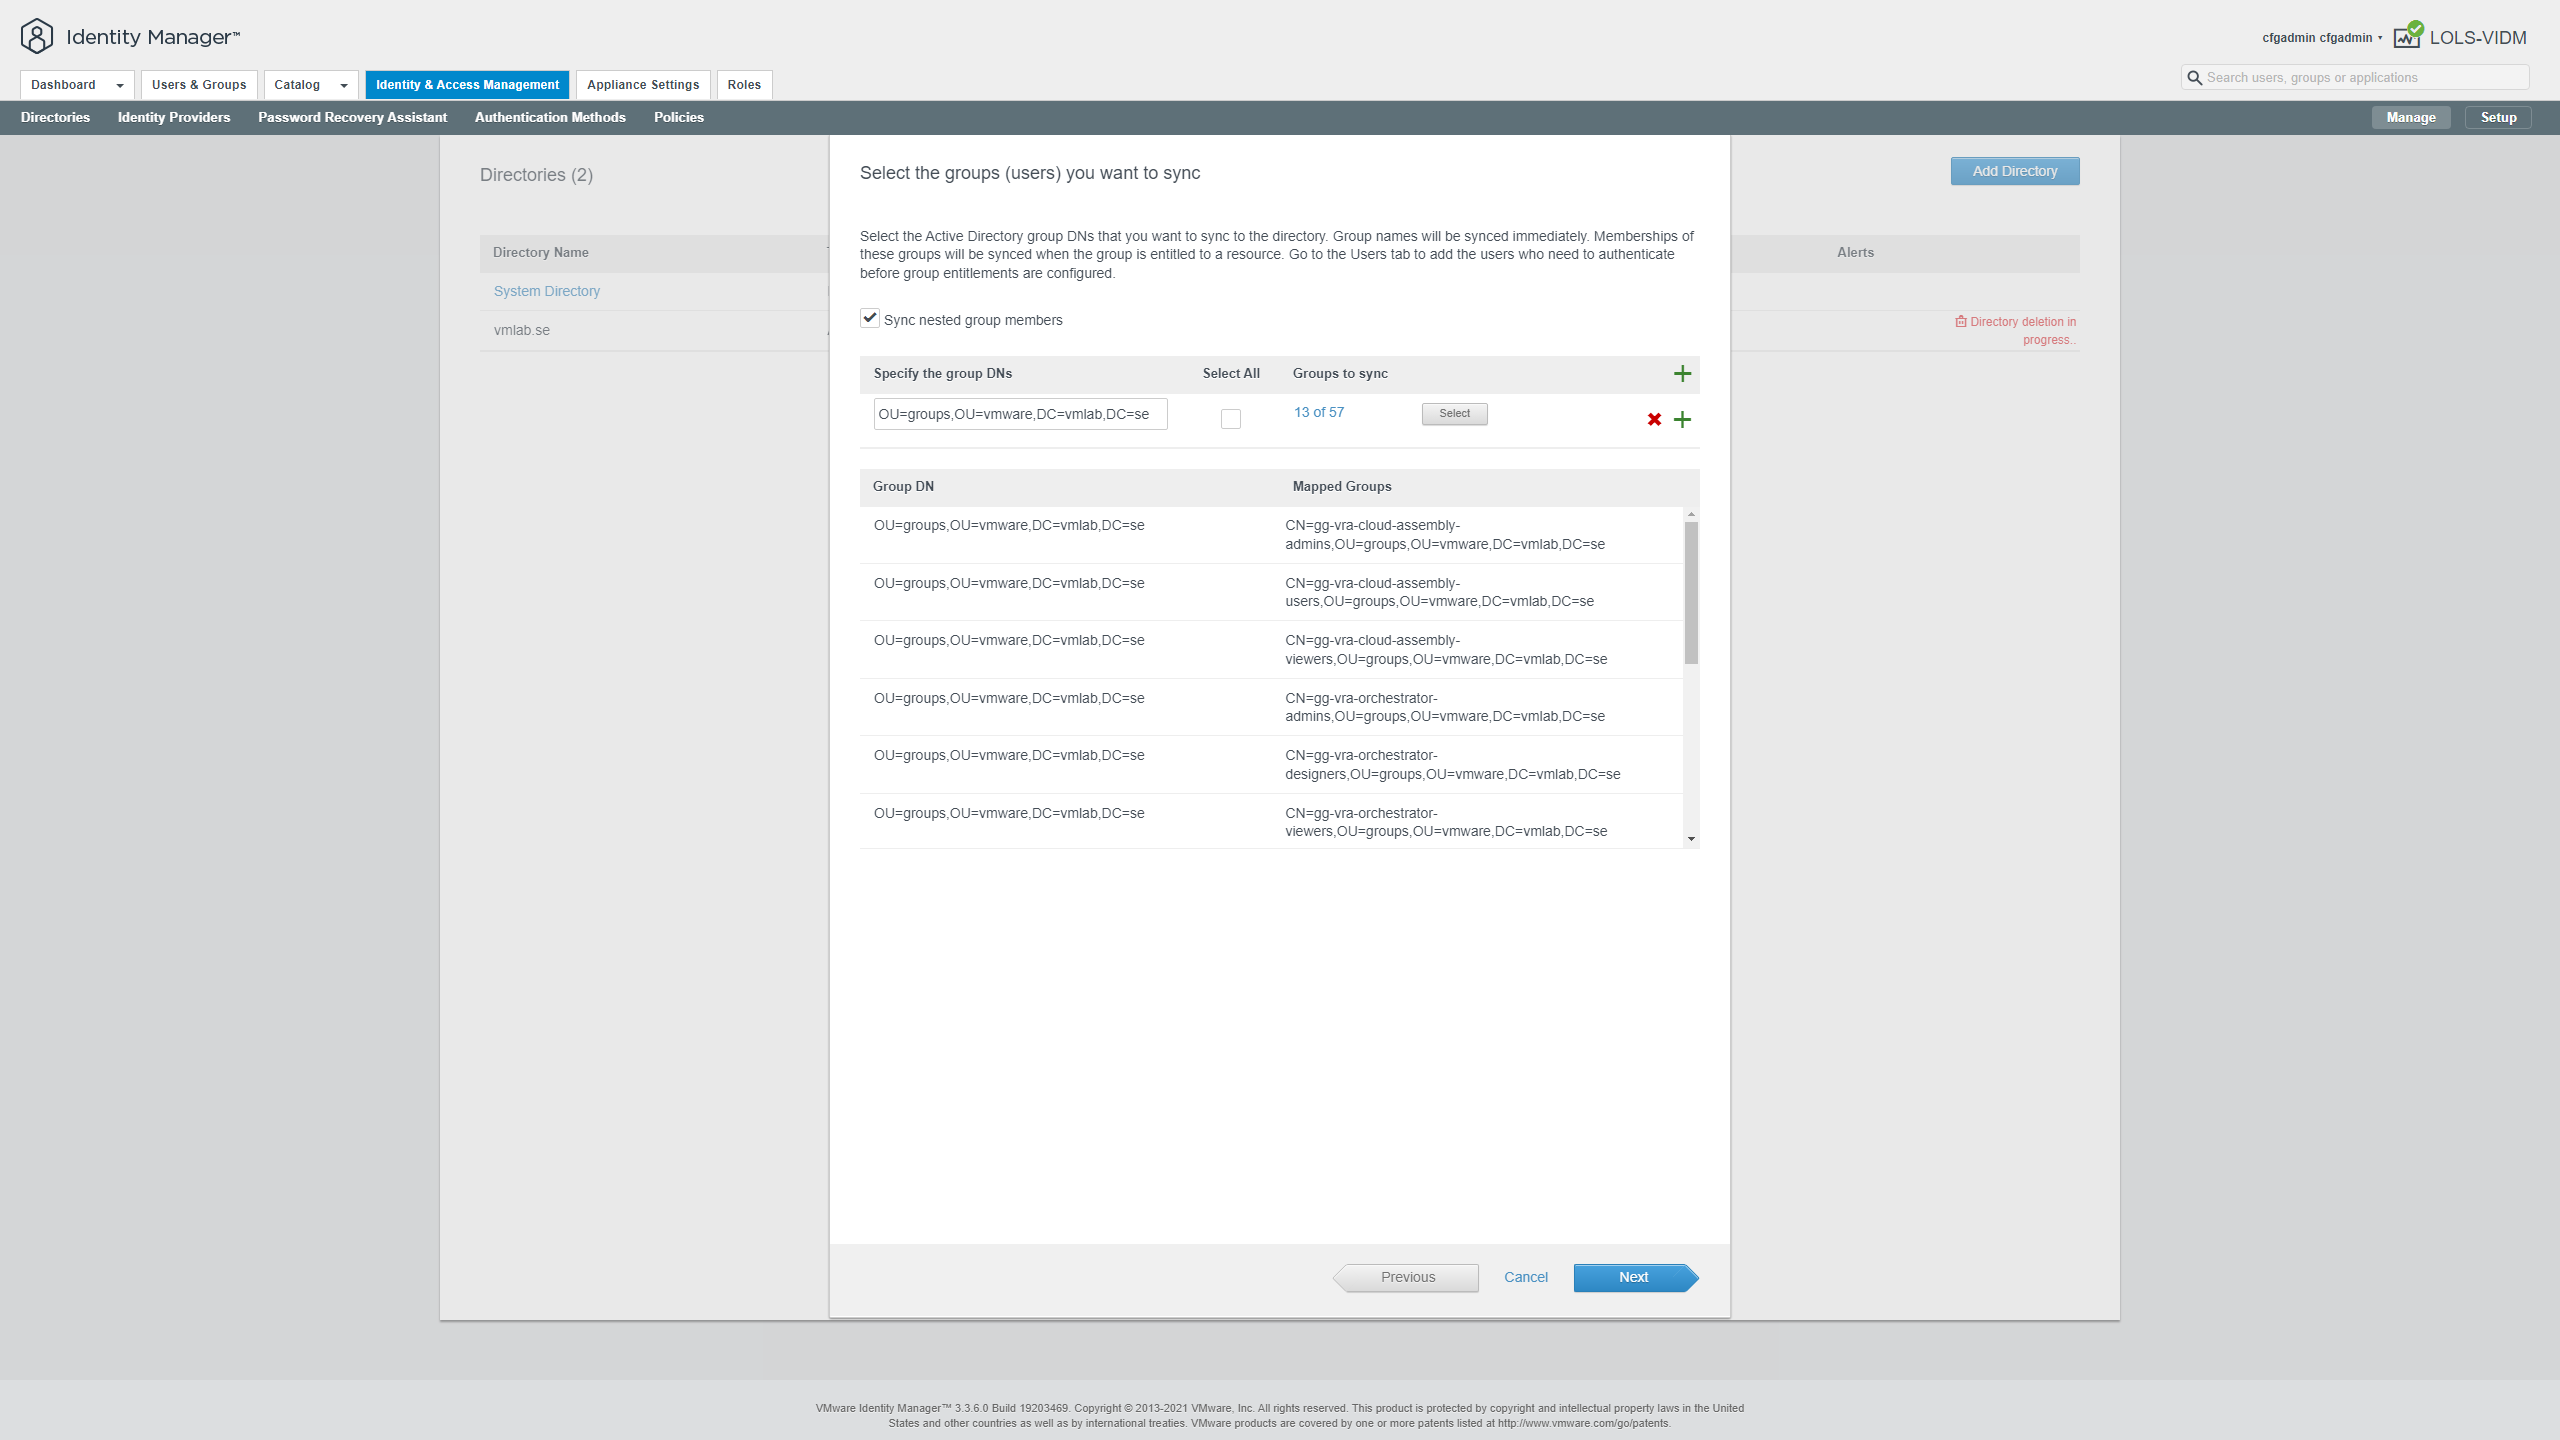 Identity Manager™
cfgadmin cfgadmin
LOLS-VIDM
Dashboard
Users & Groups
Catalog
Identity & Access Management
Appliance Settings
Roles
Search users, groups or applications
Directories
Identity Providers
Password Recovery Assistant
Authentication Methods
Policies
Manage
Setup
Directories (2)
Add Directory
Directory Name
Alerts
System Directory
vmlab.se
Directory deletion in
progress..
Select the groups (users) you want to sync
Select the Active Directory group DNs that you want to sync to the directory. Group names will be synced immediately. Memberships of
these groups will be synced when the group is entitled to a resource. Go to the Users tab to add the users who need to authenticate
before group entitlements are configured.
Sync nested group members
Specify the group DNs
Select All
Groups to sync
OU=groups,OU=vmware,DC=vmlab,DC=se
13 of 57
Select
Group DN
Mapped Groups
OU=groups,OU=vmware,DC=vmlab,DC=se
CN=gg-vra-cloud-assembly-
admins,OU=groups,OU=vmware,DC=vmlab,DC=se
OU=groups,OU=vmware,DC=vmlab,DC=se
CN=gg-vra-cloud-assembly-
users,OU=groups,OU=vmware,DC=vmlab,DC=se
OU=groups,OU=vmware,DC=vmlab,DC=se
CN=gg-vra-cloud-assembly-
viewers,OU=groups,OU=vmware,DC=vmlab,DC=se
OU=groups,OU=vmware,DC=vmlab,DC=se
CN=gg-vra-orchestrator-
admins,OU=groups,OU=vmware,DC=vmlab,DC=se
OU=groups,OU=vmware,DC=vmlab,DC=se
CN=gg-vra-orchestrator-
designers,OU=groups,OU=vmware,DC=vmlab,DC=se
OU=groups,OU=vmware,DC=vmlab,DC=se
CN=gg-vra-orchestrator-
viewers,OU=groups,OU=vmware,DC=vmlab,DC=se
Previous
Cancel
Next
VMware Identity Manager™ 3.3.6.0 Build 19203469. Copyright © 2013-2021 VMware, Inc. All rights reserved. This product is protected by copyright and intellectual property laws in the United
States and other countries as well as by international treaties. VMware products are covered by one or more patents listed at http://www.vmware.com/go/patents.